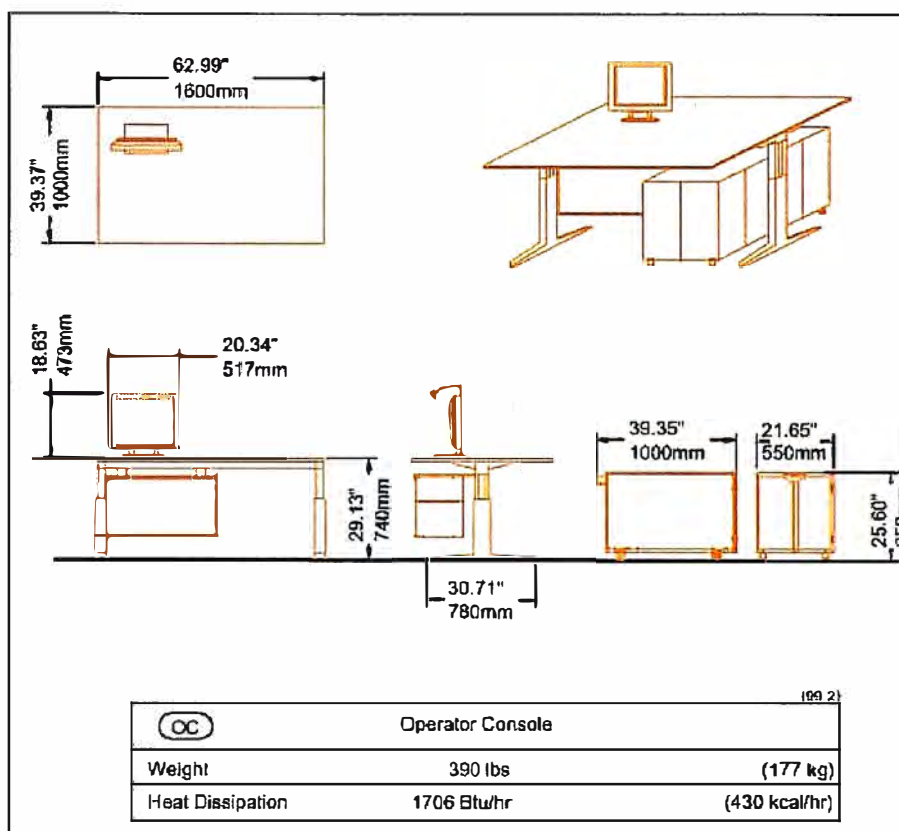 62.99"
1600mm
39.37"
1000mm
18.63"
473mm
20.34"
517mm
29.13"
740mm
30.71"
780mm
39.35"
1000mm
21.65"
550mm
25.60"
(99.2)
OC Operator Console
Weight 390 lbs (177 kg)
Heat Dissipation 1706 Btu/hr (430 kcal/hr)